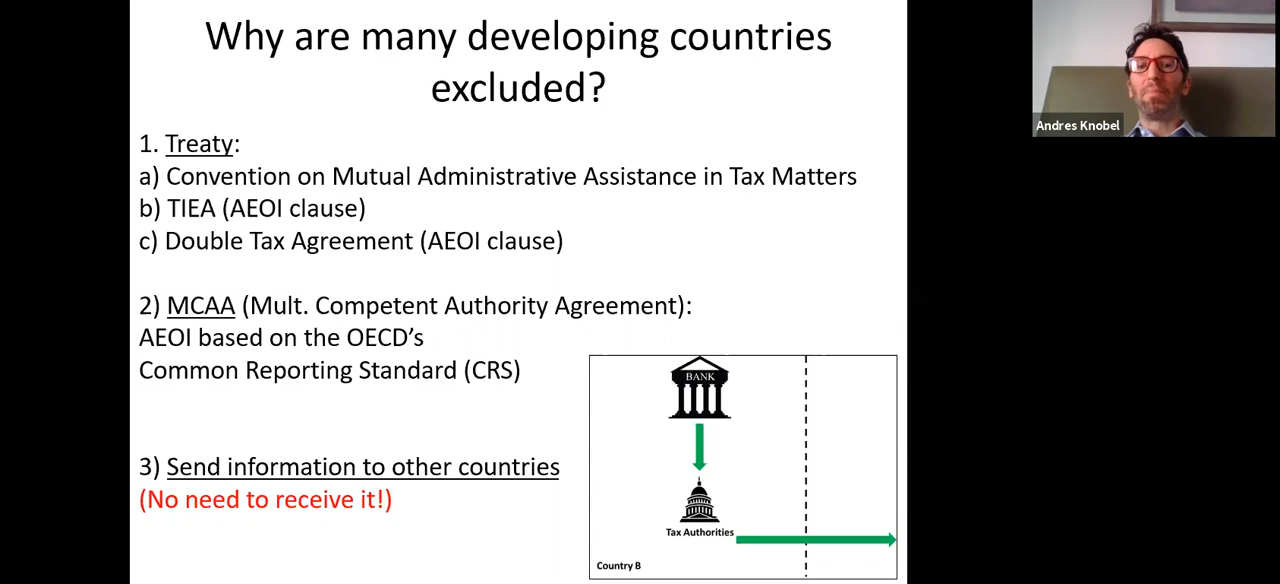 Why are many developing countries
excluded?
1. Treaty:
a) Convention on Mutual Administrative Assistance in Tax Matters
b) TIEA (AEOI clause)
c) Double Tax Agreement (AEOI clause)
2) MCAA (Mult. Competent Authority Agreement):
AEOI based on the OECD’s
Common Reporting Standard (CRS)
3) Send information to other countries
(No need to receive it!)
BANK
Tax Authorities
Country B
Andres Knobel